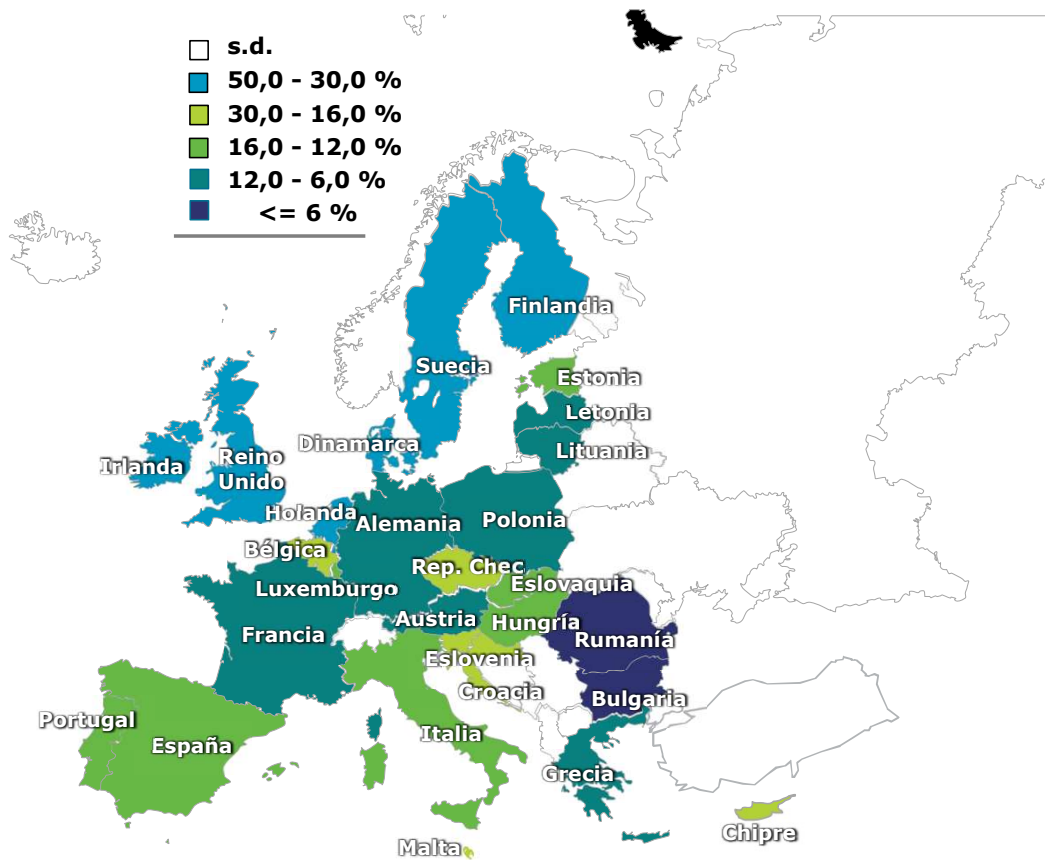 s.d.
50,0 - 30,0 %
30,0 - 16,0 %
16,0 - 12,0 %
12,0 - 6,0 %
<= 6 %
Finlandia
Suecia
Estonia
Letonia
Dinamarca
Lituania
Irlanda
Reino
Unido
Holanda
Alemania
Polonia
Bélgica
Rep. Chec
Eslovaquia
Luxemburgo
Austria
Hungría
Francia
Rumanía
Eslovenia
Croacia
Bulgaria
Portugal
España
Italia
Grecia
Chipre
Malta